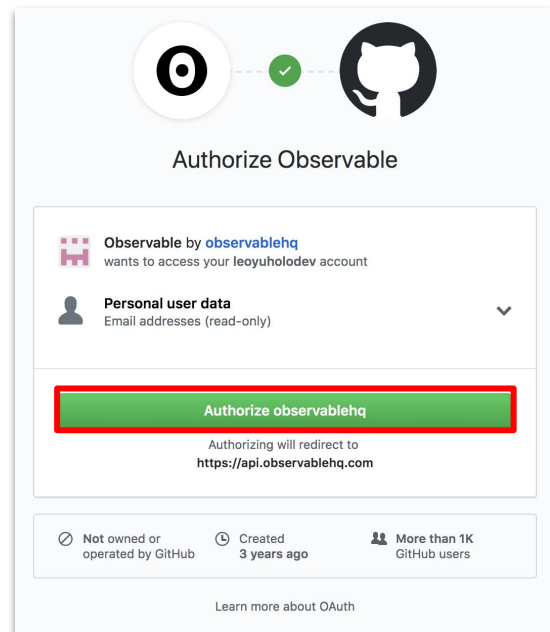 Authorize Observable
Observable by observablehq
wants to access your leoyuholodev account
Personal user data
Email addresses (read-only)
Authorize observablehq
Authorizing will redirect to
https://api.observablehq.com
Not owned or
operated by GitHub
Created
3 years ago
More than 1K
GitHub users
Learn more about OAuth